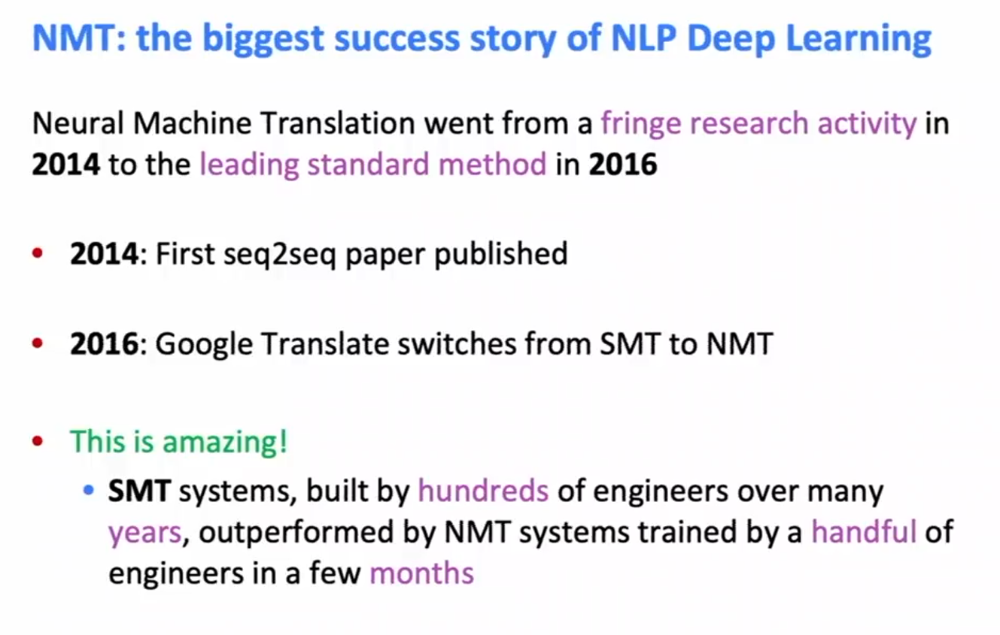 NMT: the biggest success story of NLP Deep Learning
Neural Machine Translation went from a fringe research activity in
2014 to the leading standard method in 2016
• 2014: First seq2seq paper published
• 2016: Google Translate switches from SMT to NMT
• This is amazing!
• SMT systems, built by hundreds of engineers over many
years, outperformed by NMT systems trained by a handful of
engineers in a few months